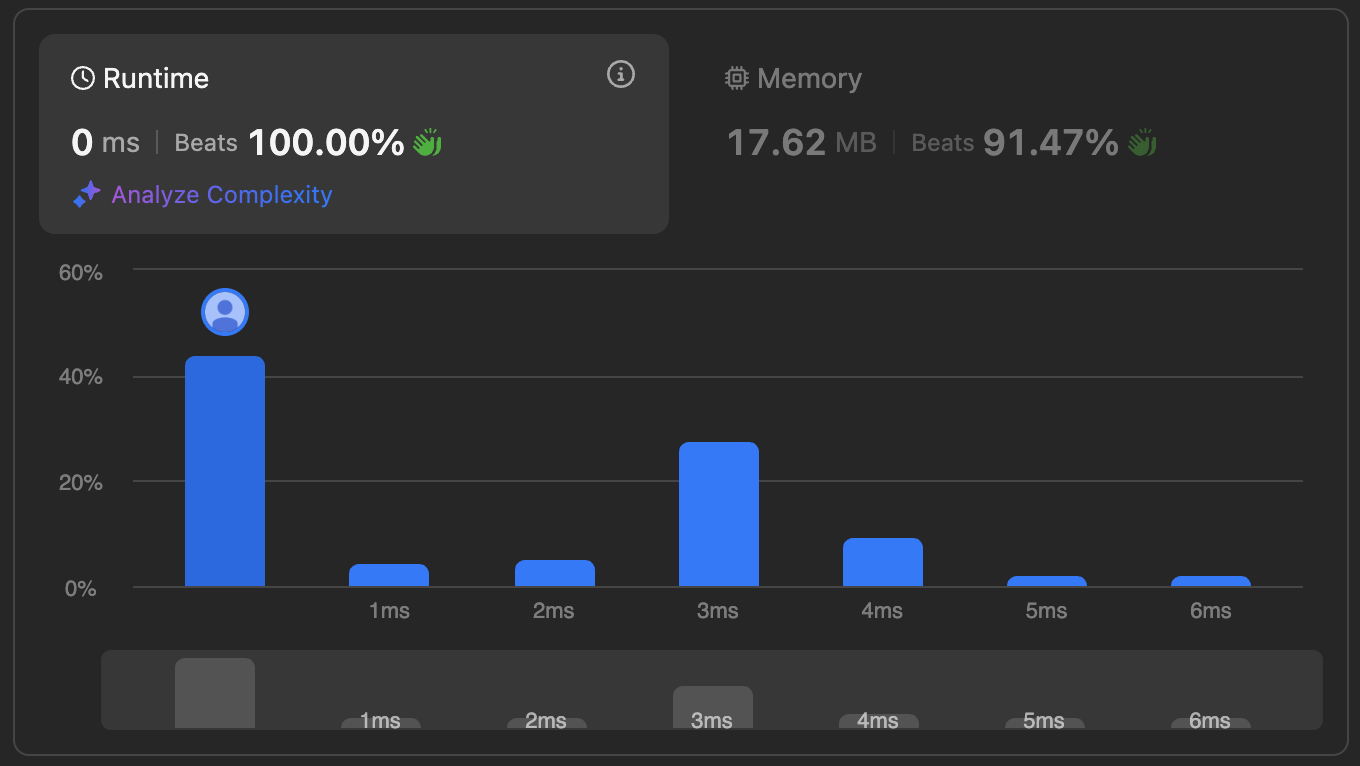 Runtime
0 ms | Beats 100.00%
Analyze Complexity
Memory
17.62 MB | Beats 91.47%
60%
40%
20%
0%
1ms 2ms 3ms 4ms 5ms 6ms
1ms 2ms 3ms 4ms 5ms 6ms